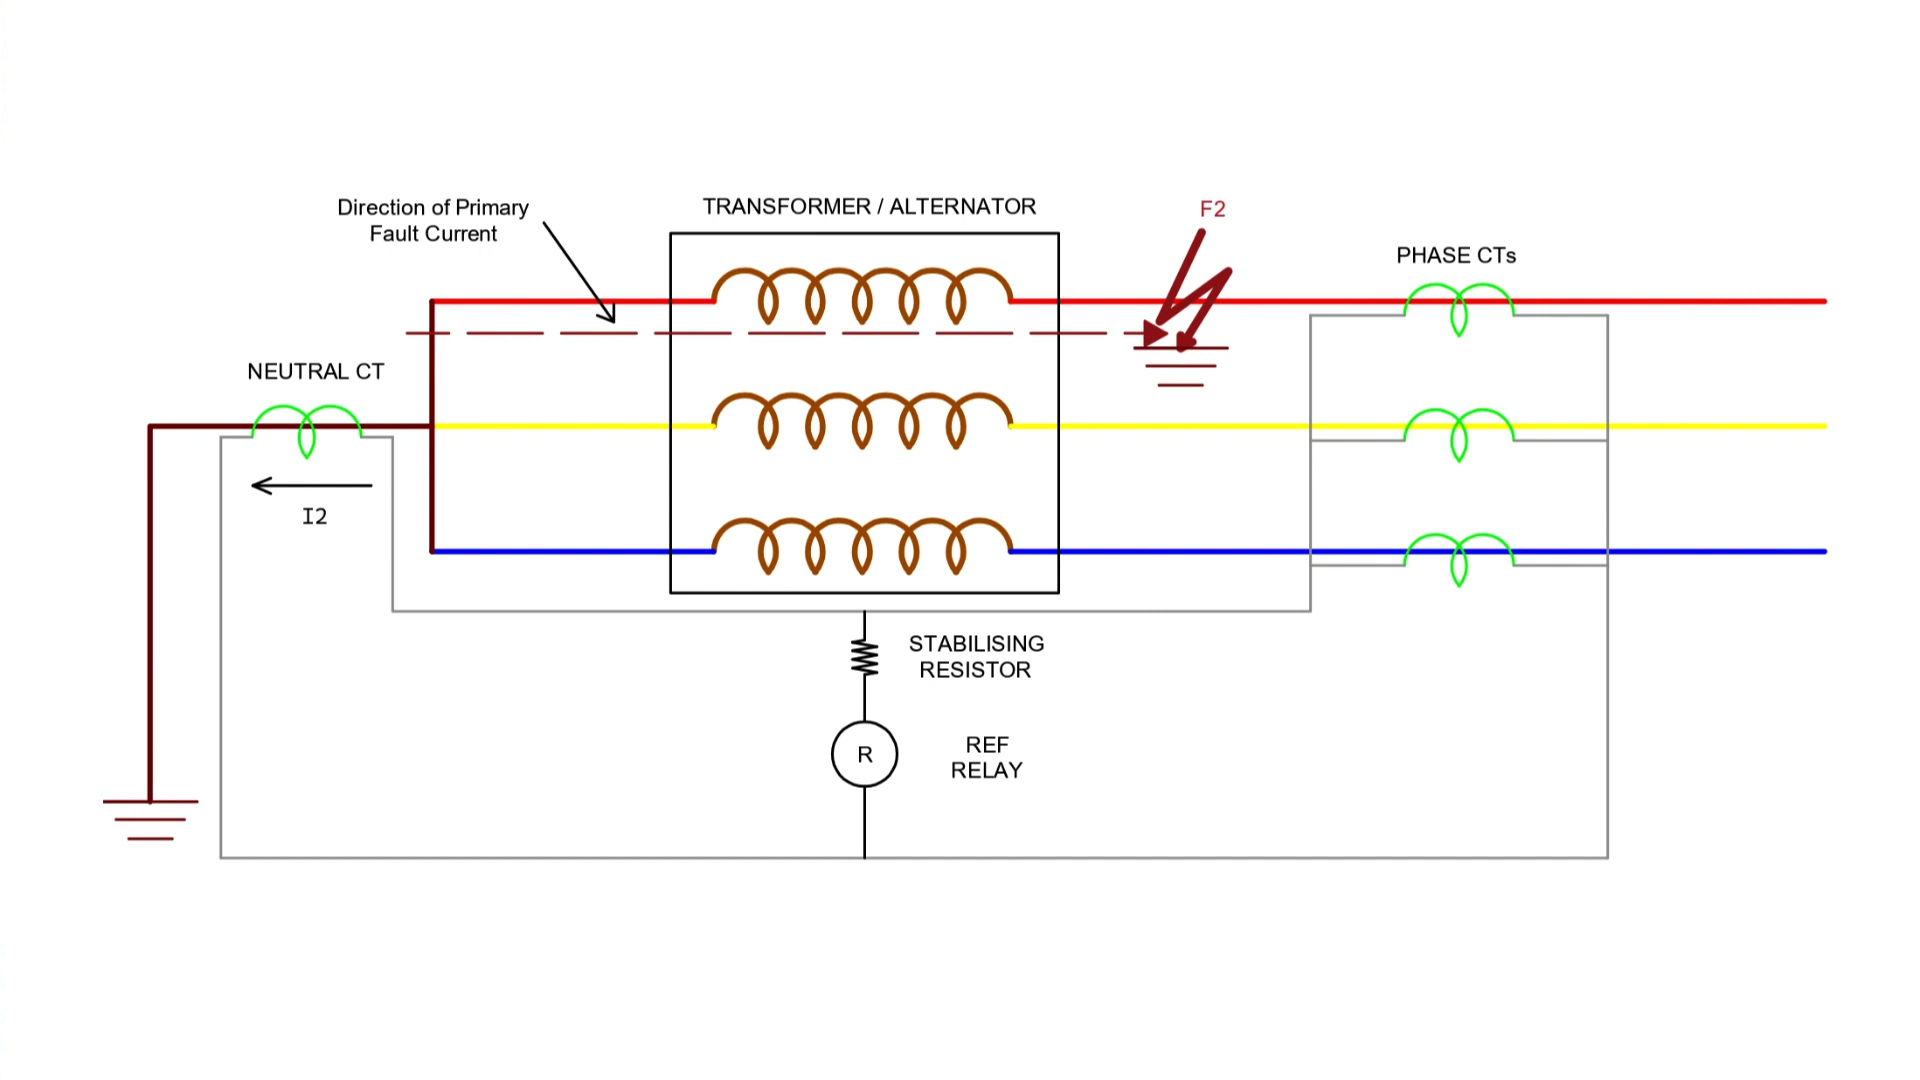 Direction of Primary
Fault Current
TRANSFORMER / ALTERNATOR
F2
PHASE CTs
NEUTRAL CT
I2
STABILISING
RESISTOR
R
REF
RELAY